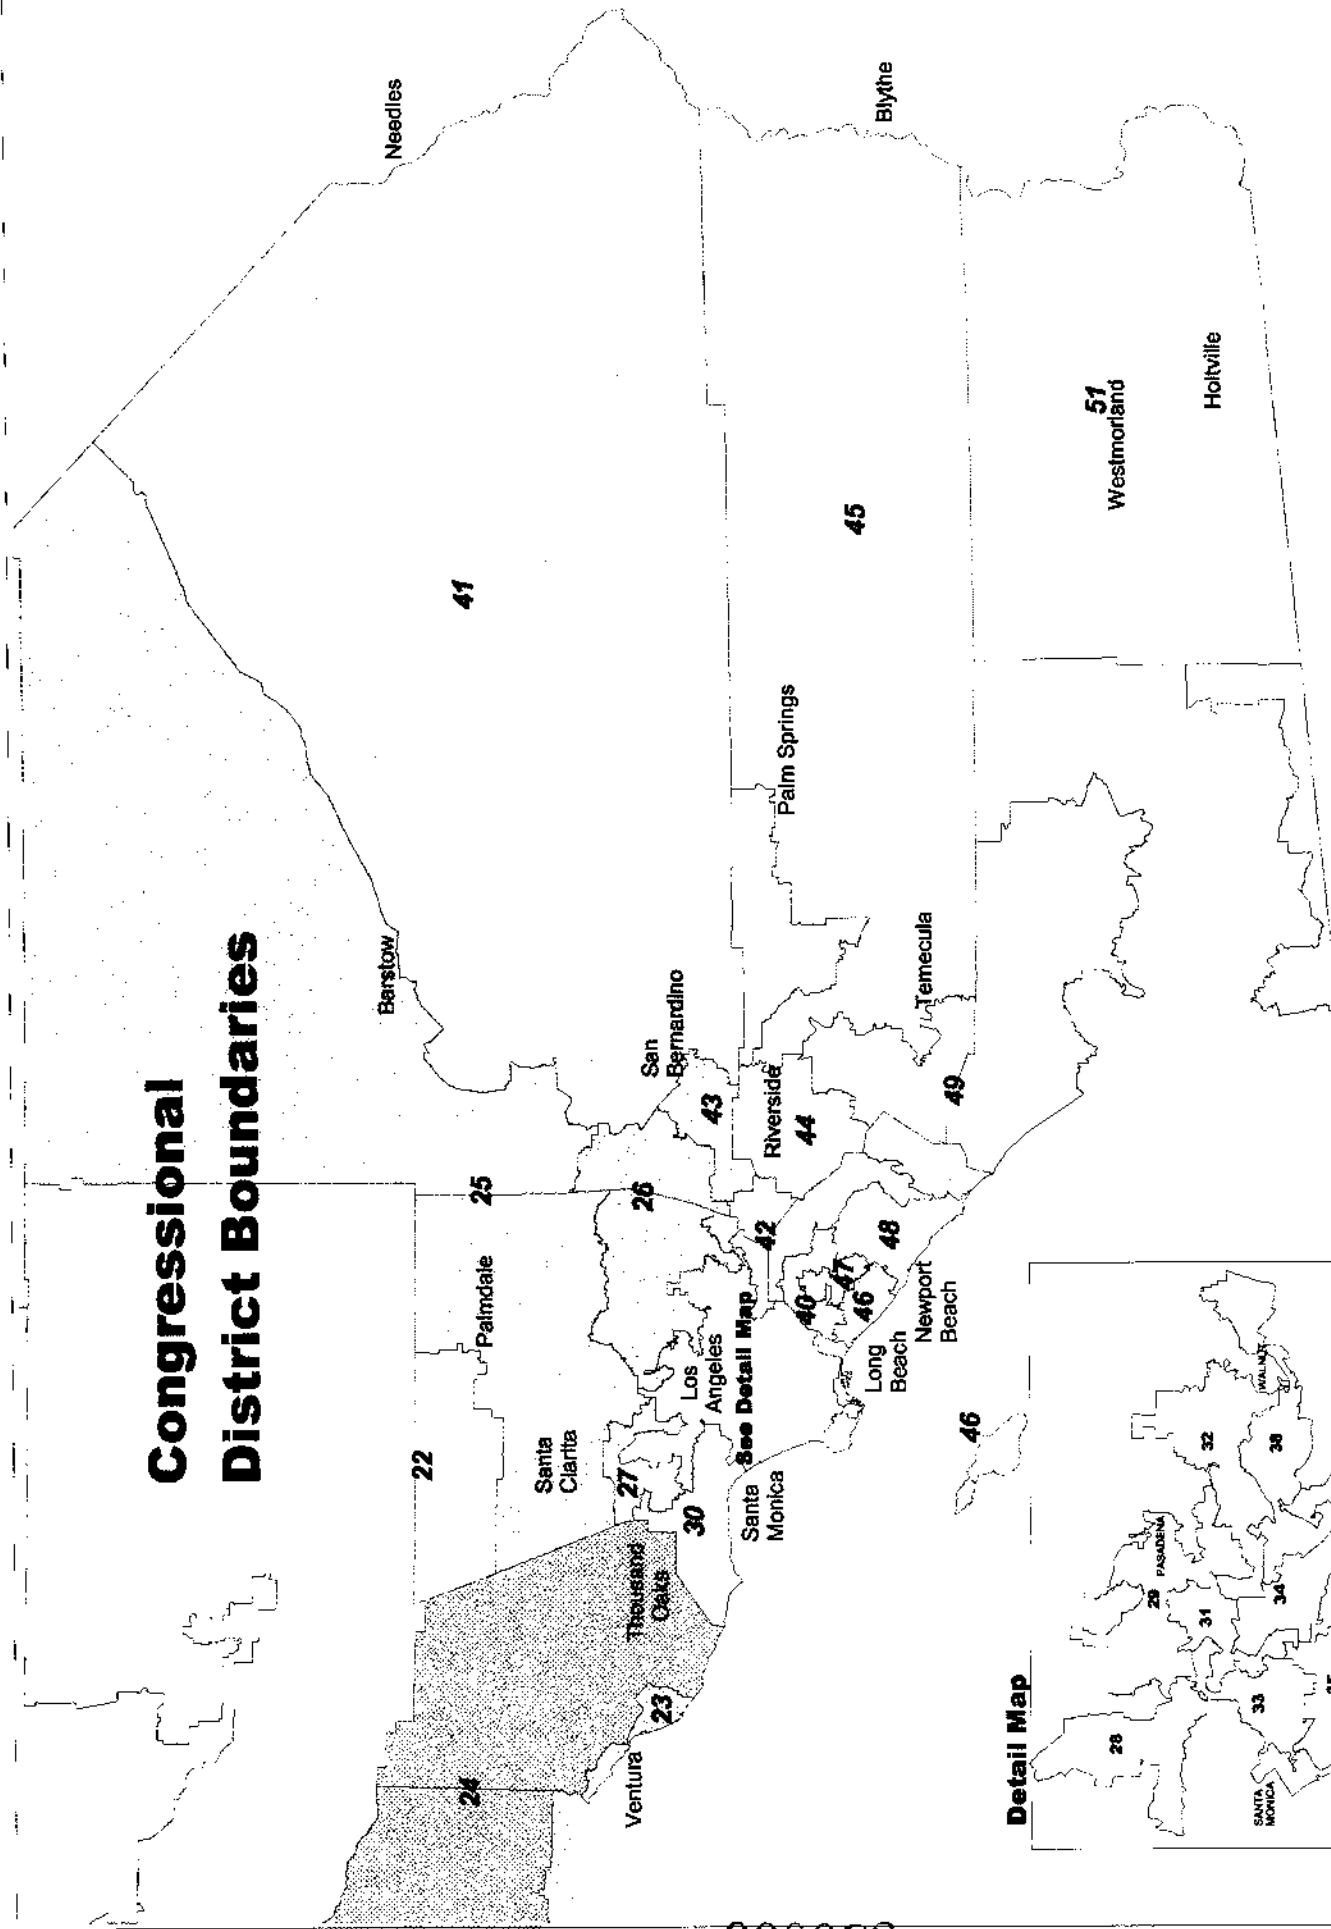 Congressional
District Boundaries
Needles
Blythe
Barstow
41
45
51
Westmorland
Holtville
Palm Springs
Temecula
San
Bernardino
43
Riverside
44
49
25
26
42
48
47
40
46
Newport
Beach
Long
Beach
Palmdale
22
Santa
Clarita
27
Los
Angeles
See Detail Map
30
Santa
Monica
Thousand
Oaks
23
24
Ventura
46
Detail Map
WALNUT
32
38
PASADENA
29
31
34
28
33
SANTA
MONICA